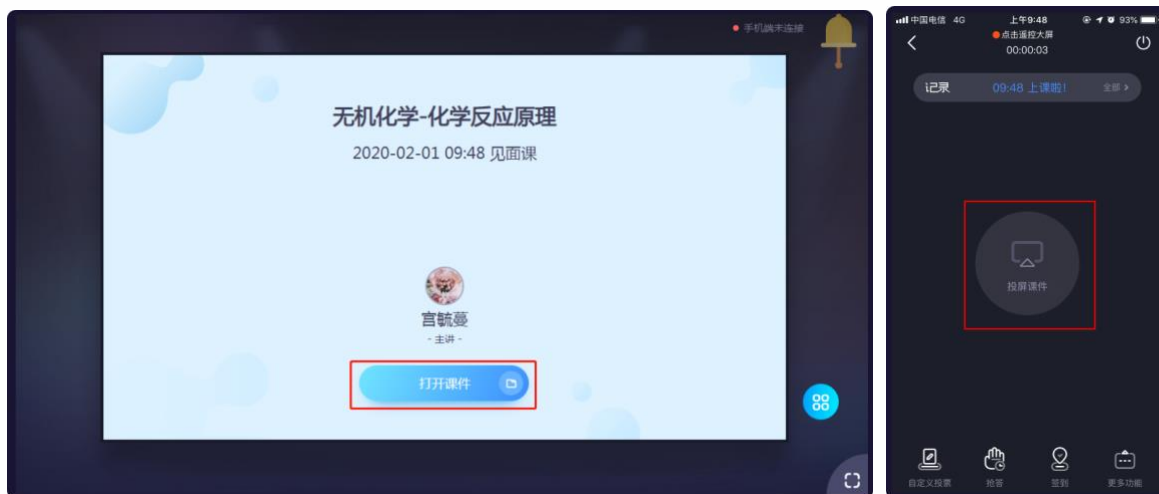 手机端未连接
无机化学-化学反应原理
2020-02-01 09:48 见面课
宫毓蔓
- 主讲 -
打开课件
中国电信 4G
上午9:48
93%
点击遥控大屏
00:00:03
记录
09:48 上课啦!
全部 >
投屏课件
自定义投票
抢答
签到
更多功能